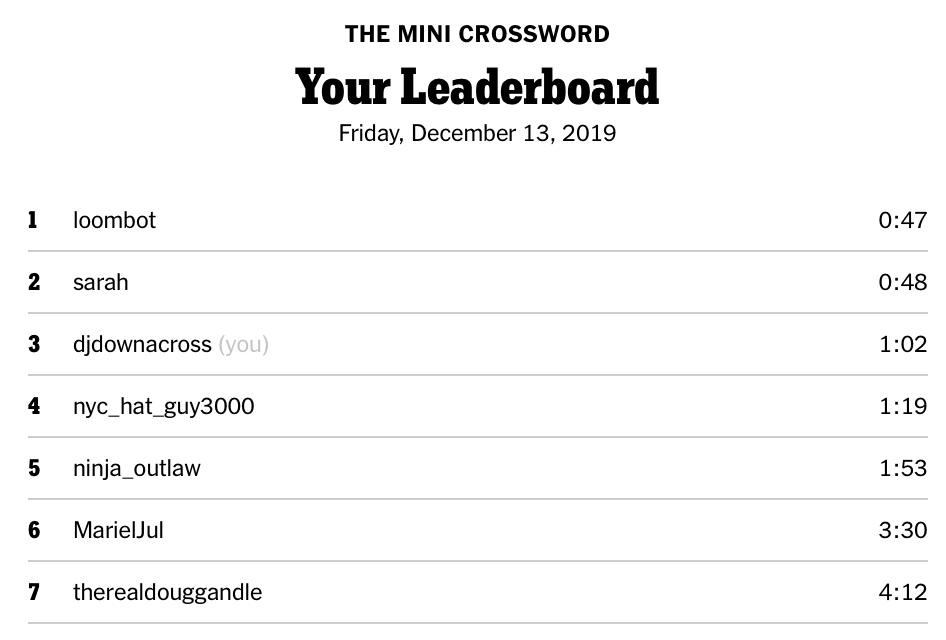 THE MINI CROSSWORD
Your Leaderboard
Friday, December 13, 2019
1 loombot 0:47
2 sarah 0:48
3 djdownacross (you) 1:02
4 nyc_hat_guy3000 1:19
5 ninja_outlaw 1:53
6 MarielJul 3:30
7 therealdouggandle 4:12